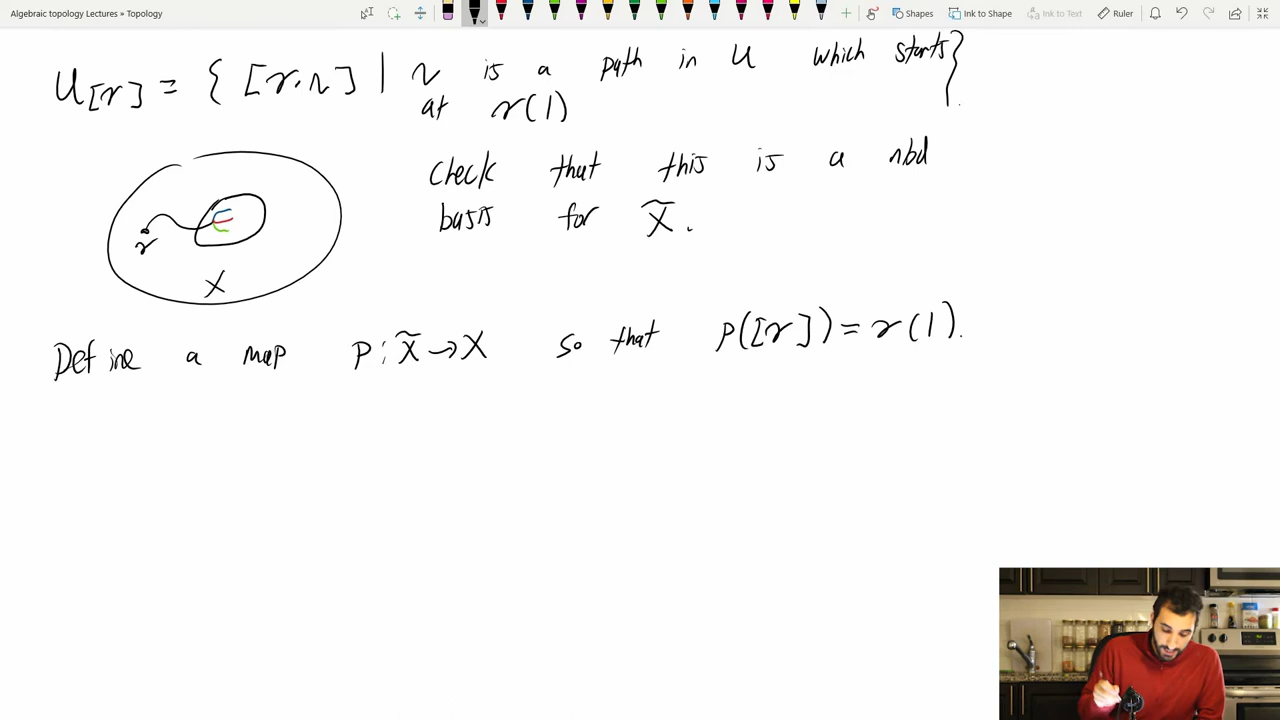 Algebraic topology Lectures » Topology
Shapes
Ink to Shape
Ink to Text
Ruler
U[γ] = { [γ·η] | η is a path in U which starts
at γ(1) }.
Check that this is a nbd
basis for X̃.
γ
X
Define a map p: X̃ → X so that p([γ]) = γ(1).